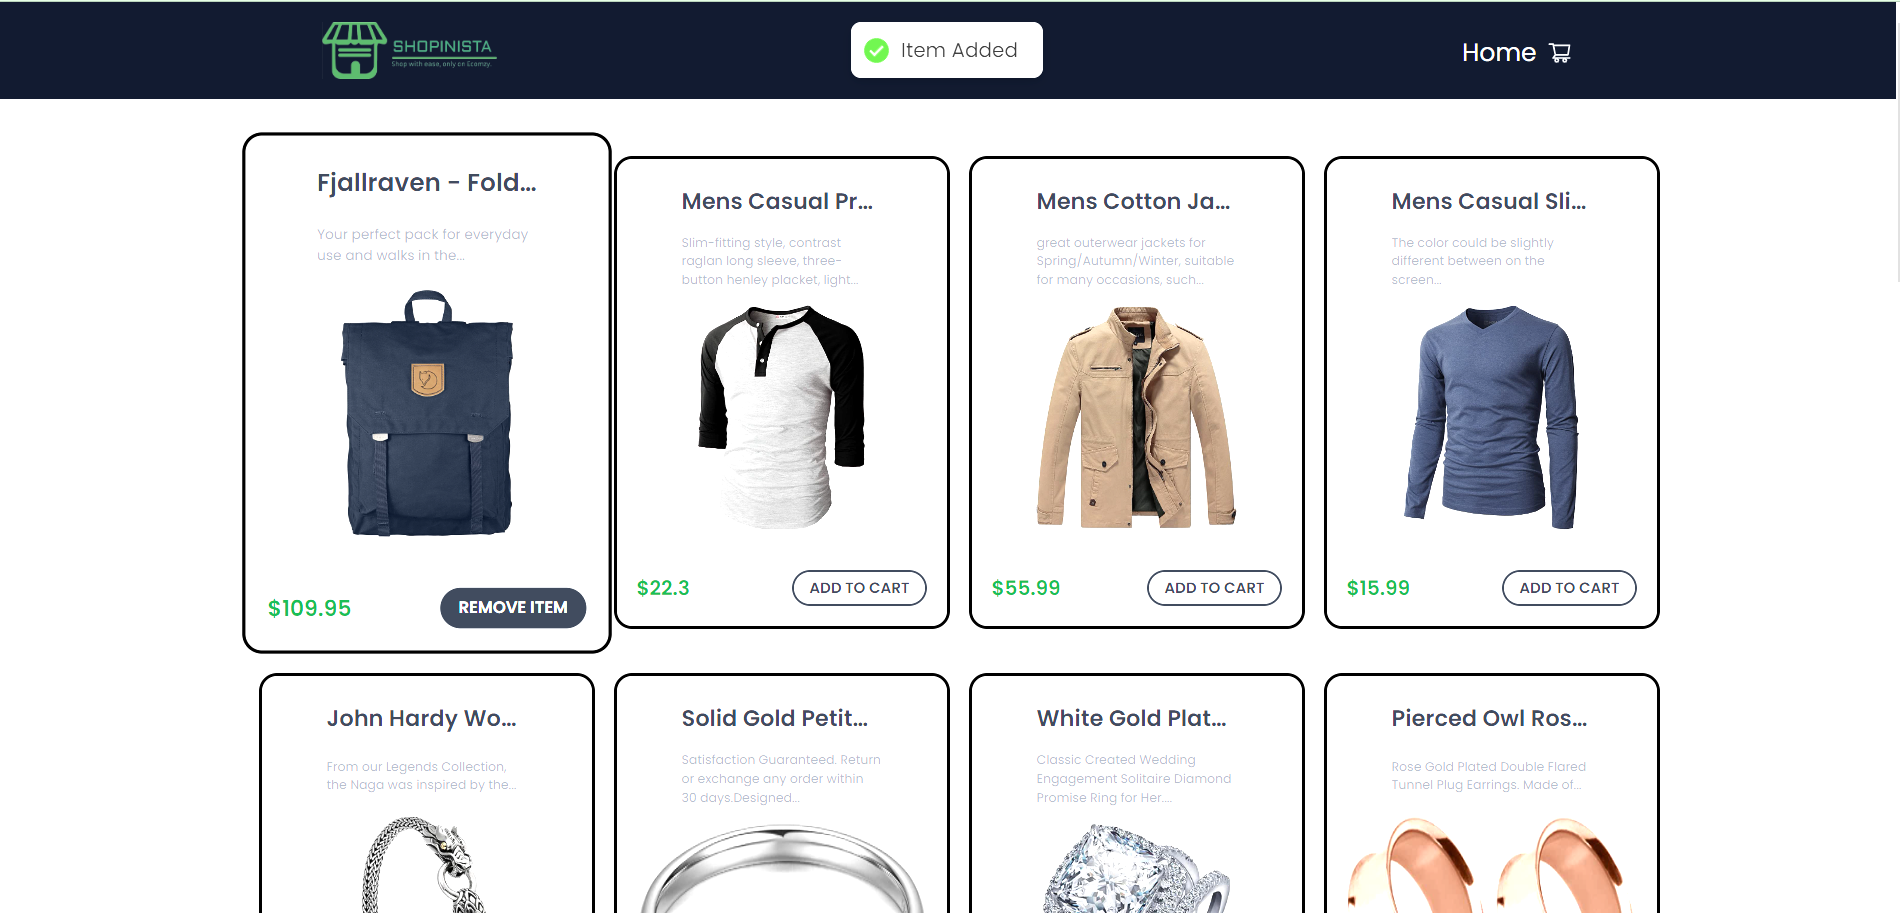 SHOPINISTA
Shop with ease, only on Ecomzy.
Item Added
Home
Fjallraven - Fold...
Your perfect pack for everyday
use and walks in the...
$109.95
REMOVE ITEM
Mens Casual Pr...
Slim-fitting style, contrast
raglan long sleeve, three-
button henley placket, light...
$22.3
ADD TO CART
Mens Cotton Ja...
great outerwear jackets for
Spring/Autumn/Winter, suitable
for many occasions, such...
$55.99
ADD TO CART
Mens Casual Sli...
The color could be slightly
different between on the
screen...
$15.99
ADD TO CART
John Hardy Wo...
From our Legends Collection,
the Naga was inspired by the...
Solid Gold Petit...
Satisfaction Guaranteed. Return
or exchange any order within
30 days.Designed...
White Gold Plat...
Classic Created Wedding
Engagement Solitaire Diamond
Promise Ring for Her....
Pierced Owl Ros...
Rose Gold Plated Double Flared
Tunnel Plug Earrings. Made of...